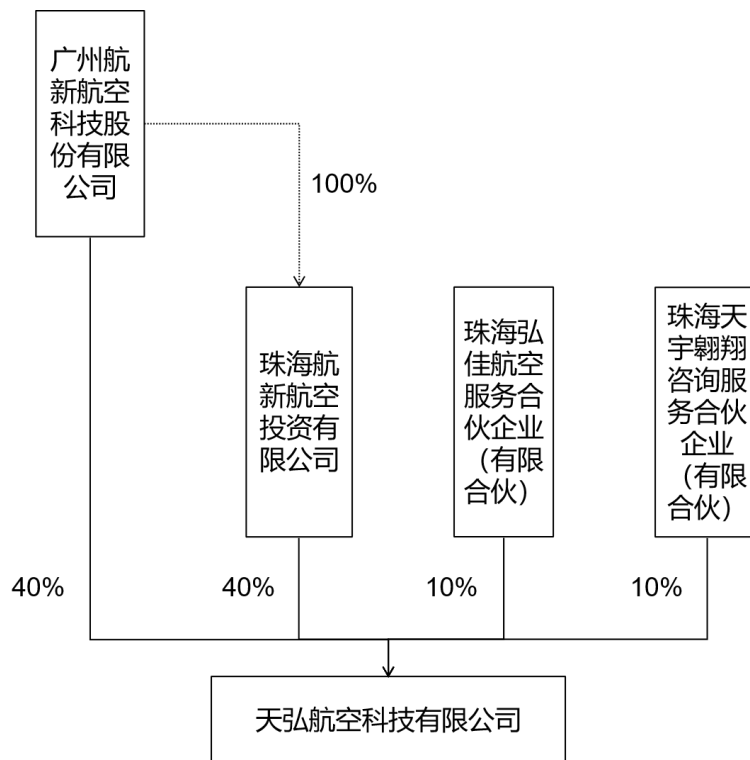 广州航
新航空
科技股
份有限
公司
100%
珠海航
新航空
投资有
限公司
珠海弘
佳航空
服务合
伙企业
（有限
合伙）
珠海天
宇翱翔
咨询服
务合伙
企业
（有限
合伙）
40%
40%
10%
10%
天弘航空科技有限公司